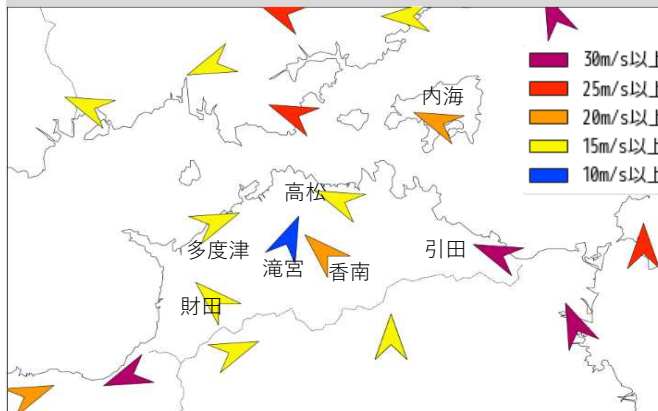 30m/s以上
25m/s以上
20m/s以上
15m/s以上
10m/s以上
内海
高松
多度津
滝宮
香南
引田
財田